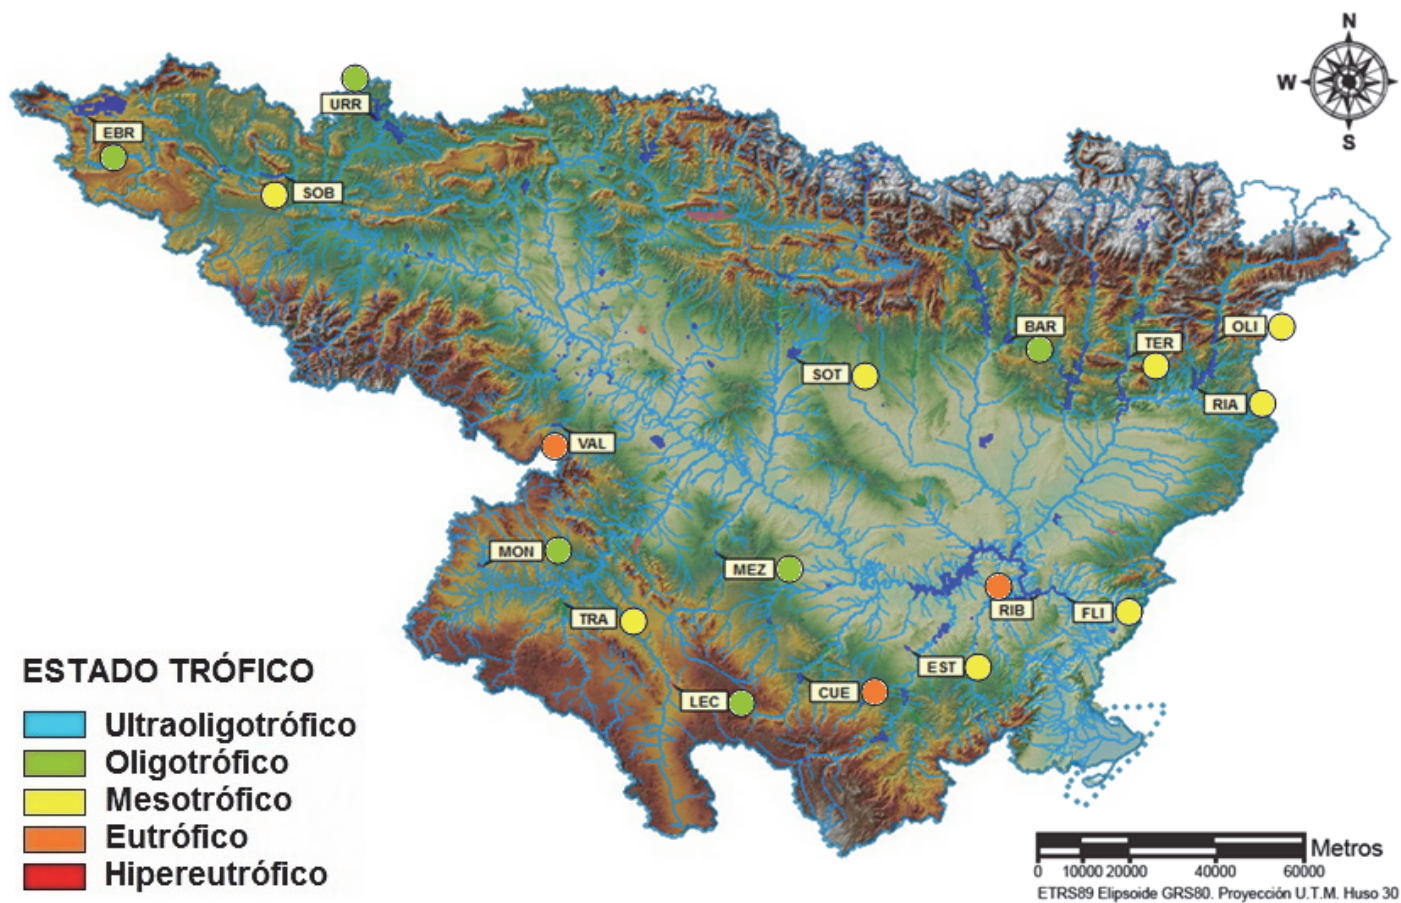 N
W
S
URR
EBR
SOB
BAR
OLI
TER
SOT
RIA
VAL
MON
MEZ
RIB
FLI
TRA
EST
CUE
LEC
ESTADO TRÓFICO
Ultraoligotrófico
Oligotrófico
Mesotrófico
Eutrófico
Hipereutrófico
Metros
0 10000 20000 40000 60000
ETRS89 Elipsoide GRS80. Proyección U.T.M. Huso 30